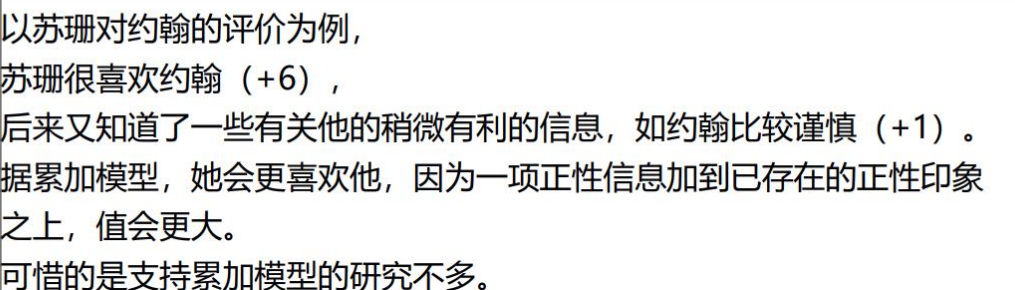 以苏珊对约翰的评价为例，
苏珊很喜欢约翰（+6），
后来又知道了一些有关他的稍微有利的信息，如约翰比较谨慎（+1）。
据累加模型，她会更喜欢他，因为一项正性信息加到已存在的正性印象
之上，值会更大。
可惜的是支持累加模型的研究不多。